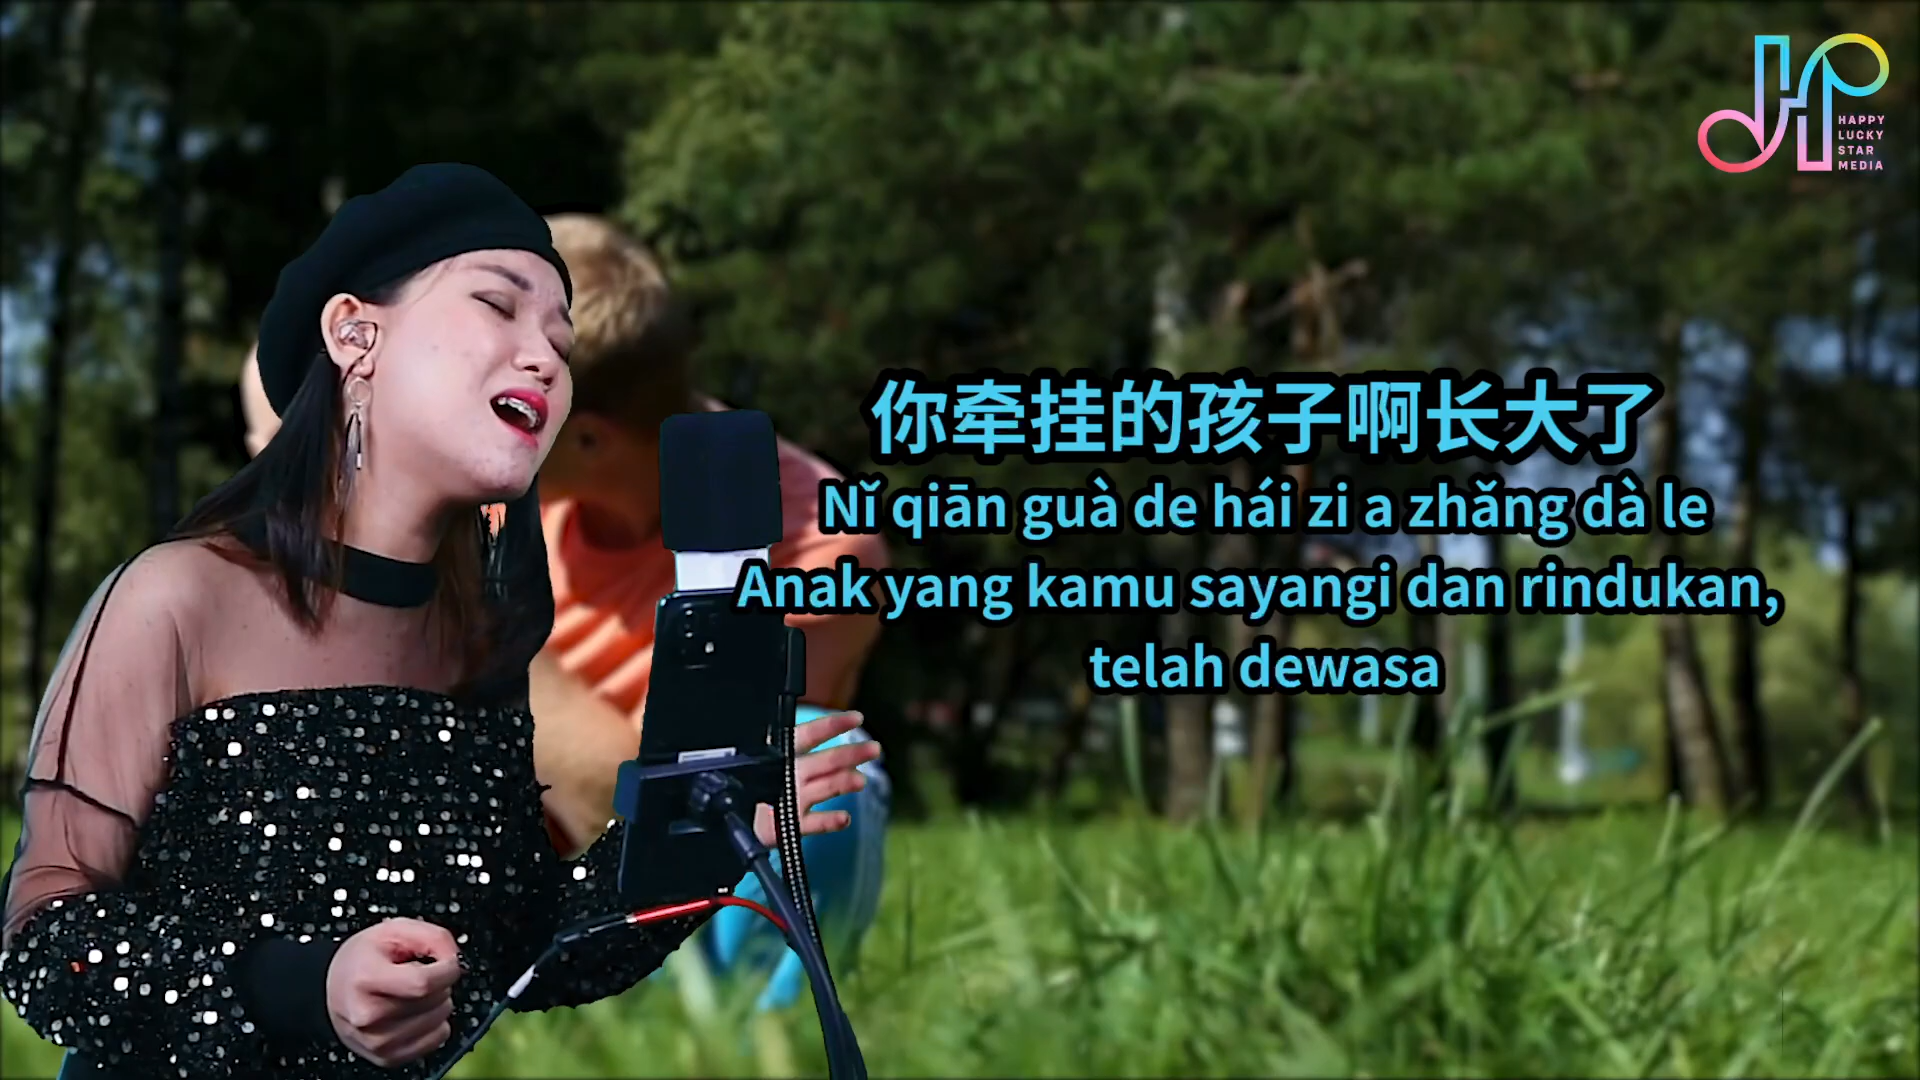 HAPPY
LUCKY
STAR
MEDIA
你牵挂的孩子啊长大了
Nǐ qiān guà de hái zi a zhǎng dà le
Anak yang kamu sayangi dan rindukan,
telah dewasa